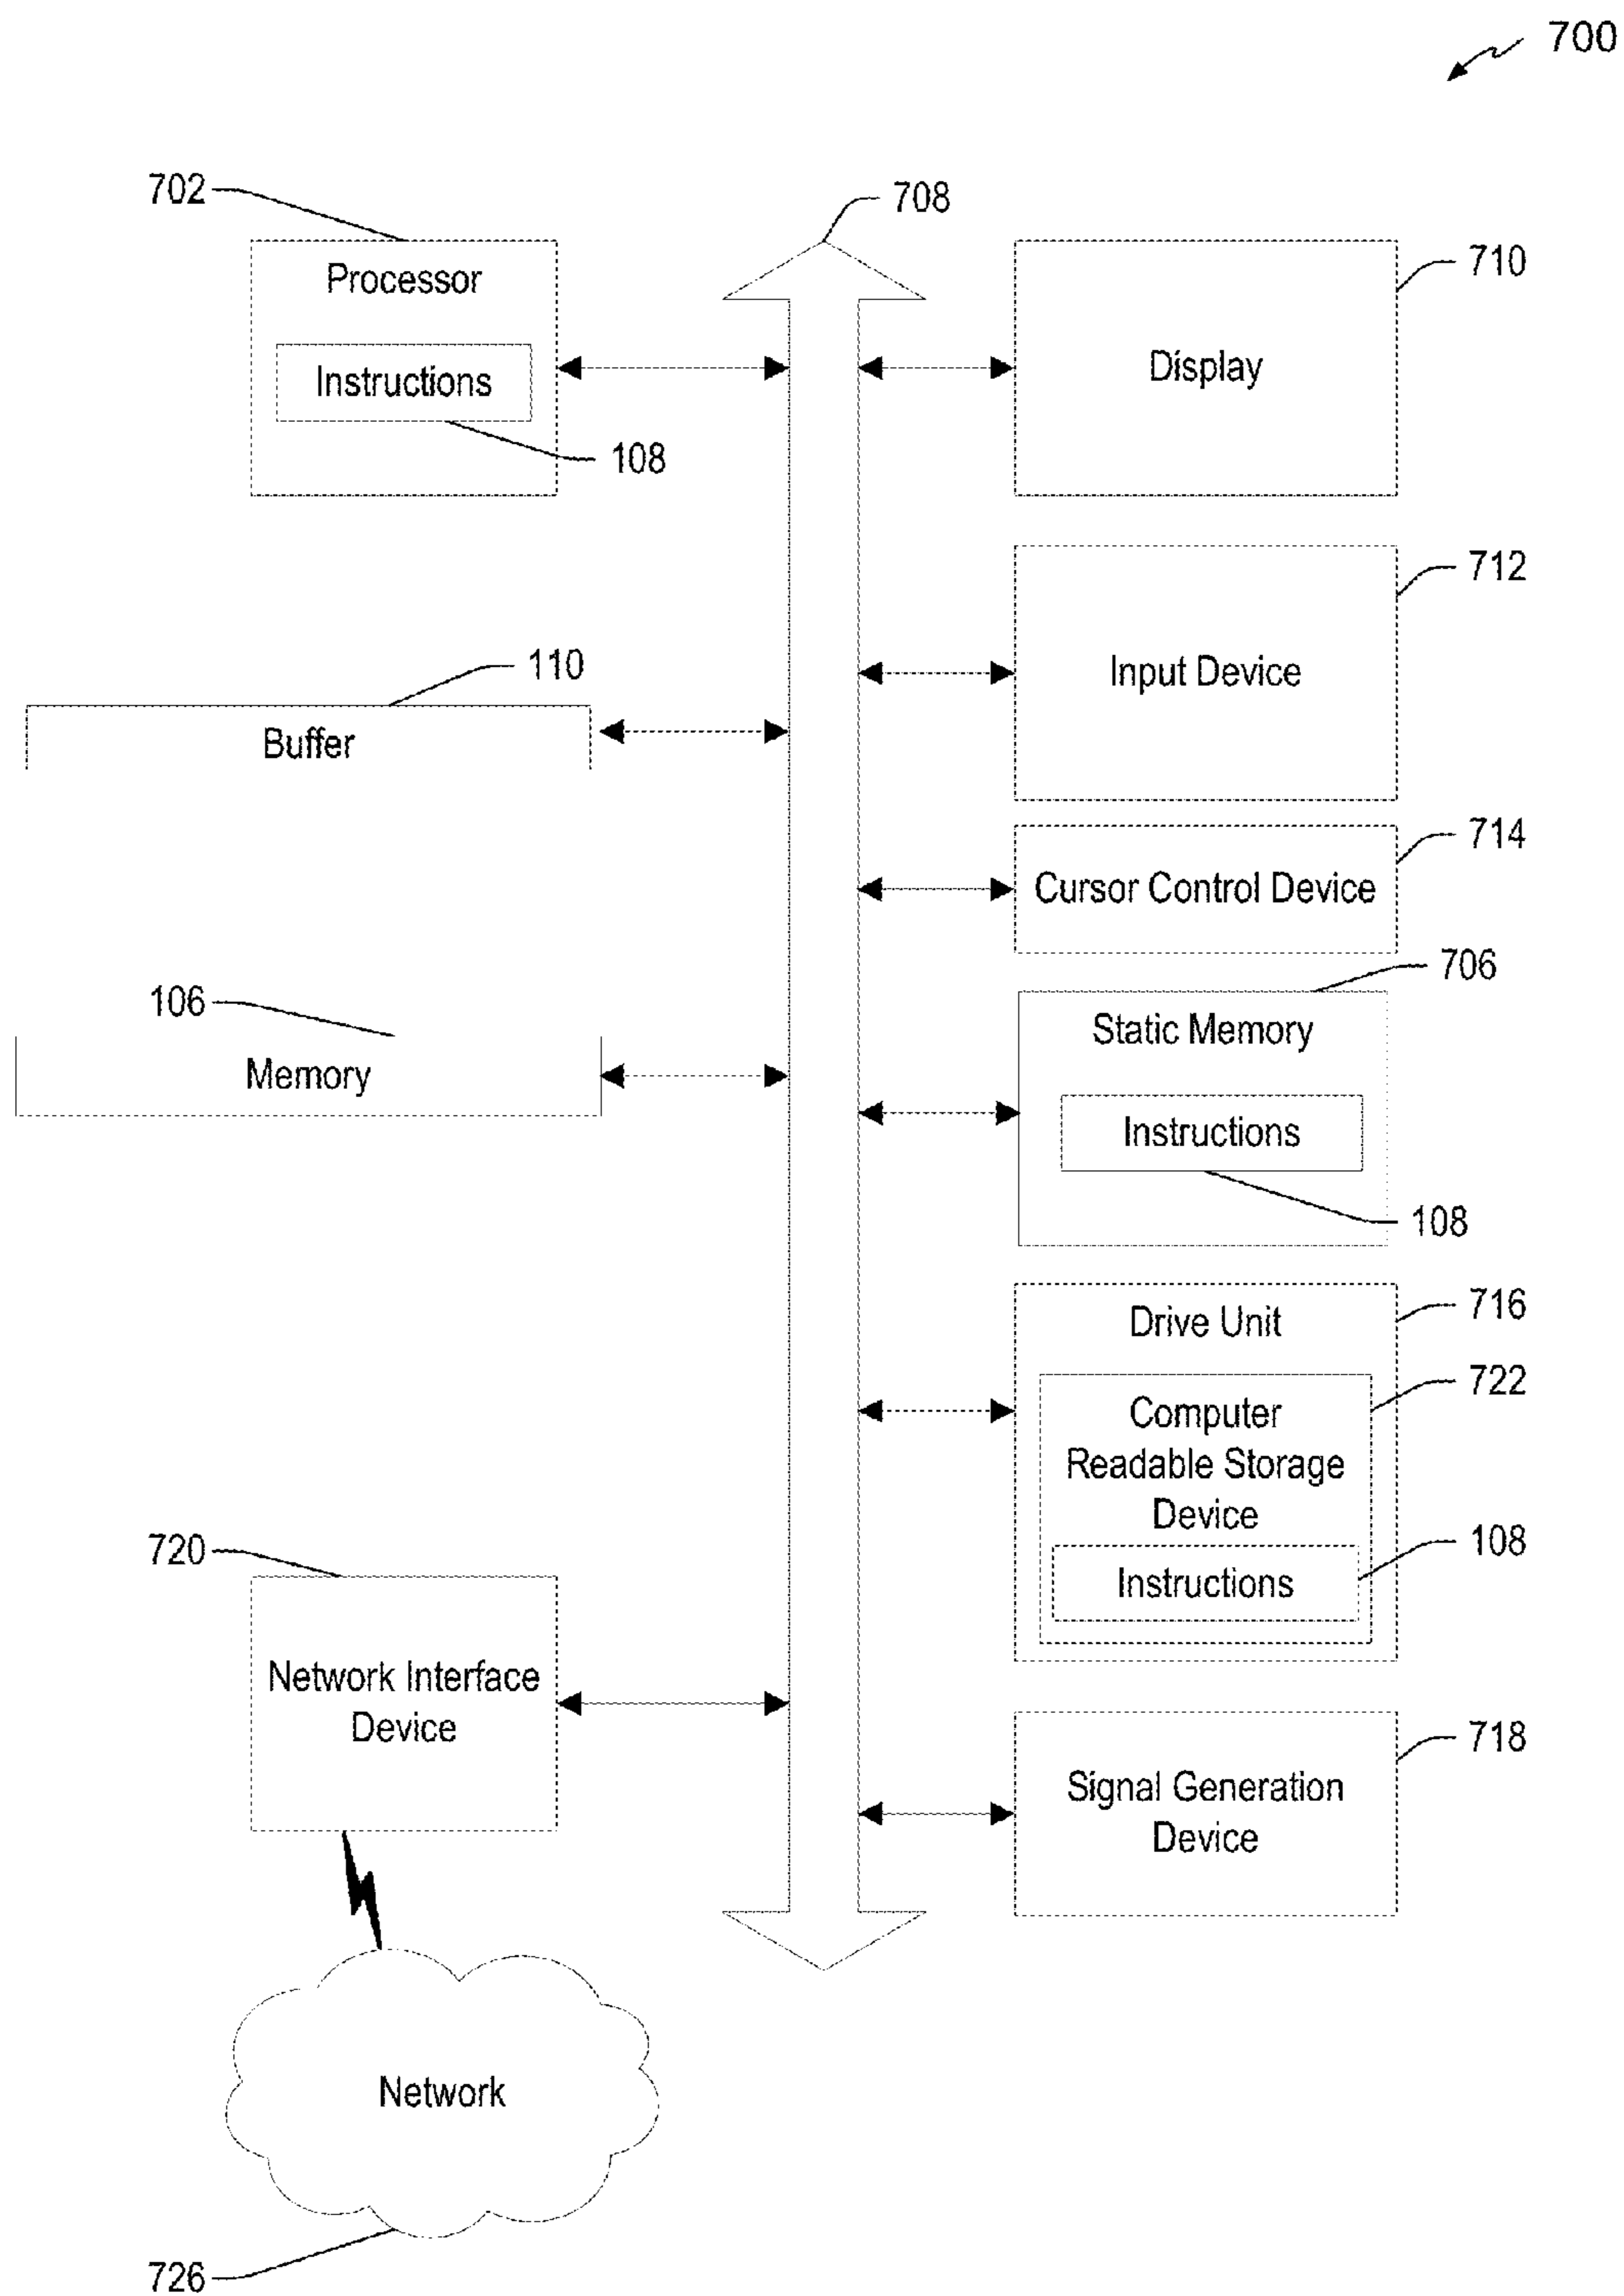 700
702
708
Processor
Instructions
108
710
Display
712
Input Device
110
Buffer
714
Cursor Control Device
106
Memory
706
Static Memory
Instructions
108
716
Drive Unit
722
Computer
Readable Storage
Device
108
Instructions
720
Network Interface
Device
718
Signal Generation
Device
Network
726